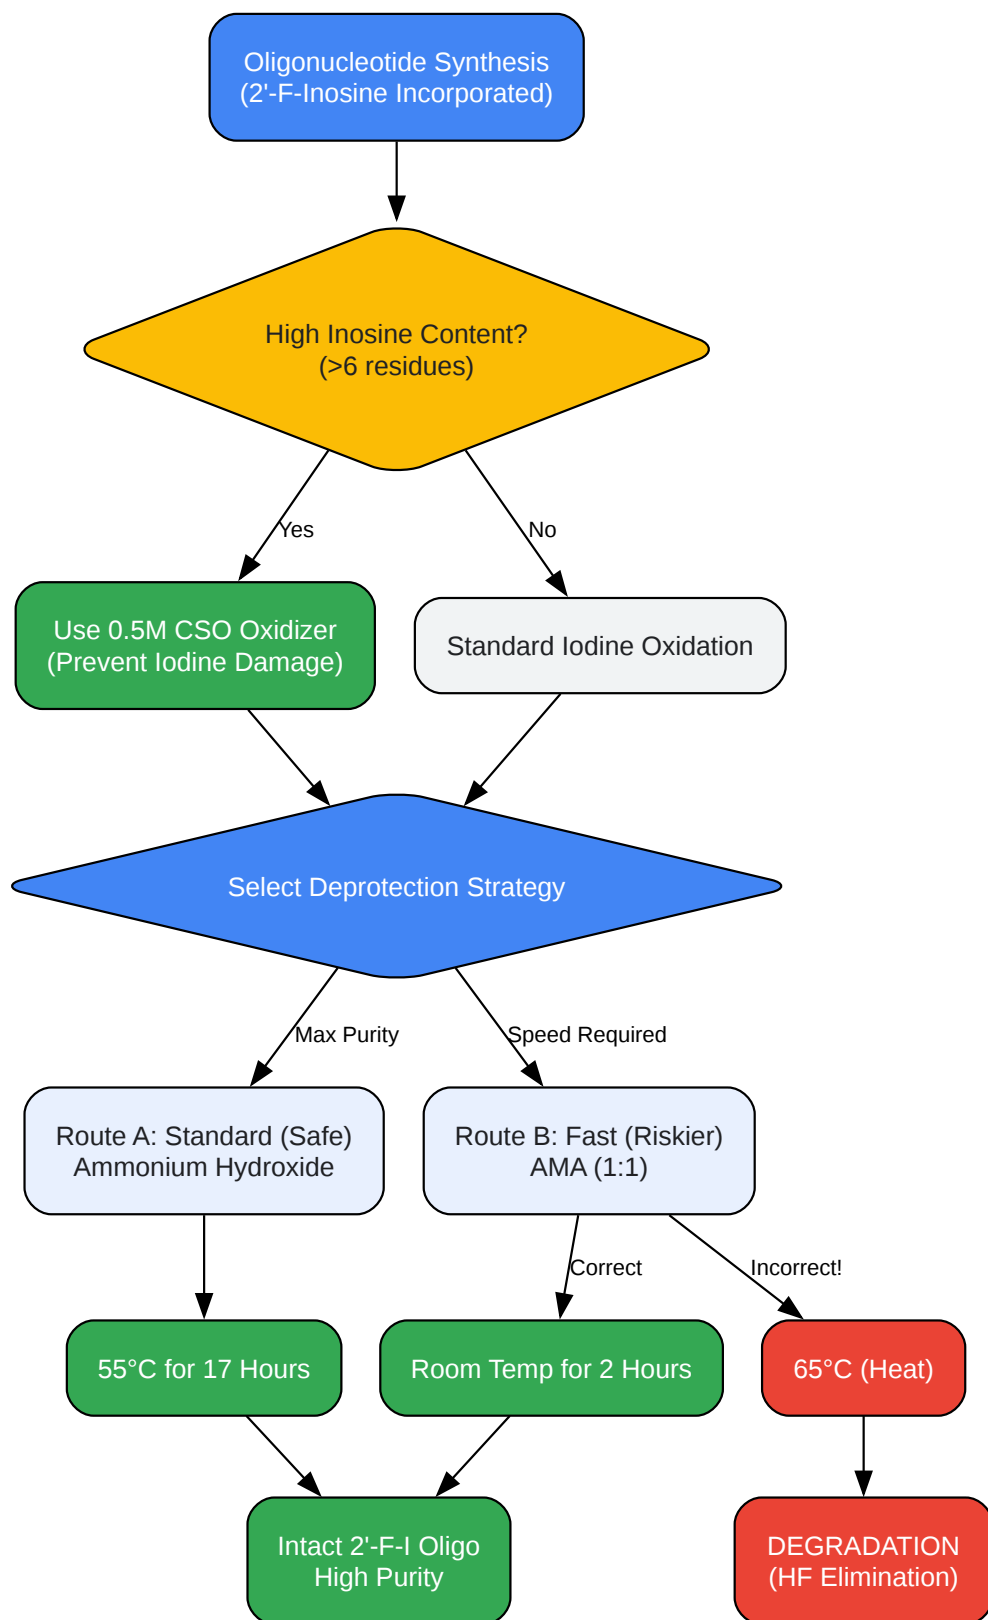 Oligonucleotide Synthesis
(2'-F-Inosine Incorporated)
High Inosine Content?
(>6 residues)
Yes
No
Use 0.5M CSO Oxidizer
(Prevent Iodine Damage)
Standard Iodine Oxidation
Select Deprotection Strategy
Max Purity
Speed Required
Route A: Standard (Safe)
Ammonium Hydroxide
Route B: Fast (Riskier)
AMA (1:1)
Correct
Incorrect!
55°C for 17 Hours
Room Temp for 2 Hours
65°C (Heat)
Intact 2'-F-I Oligo
High Purity
DEGRADATION
(HF Elimination)